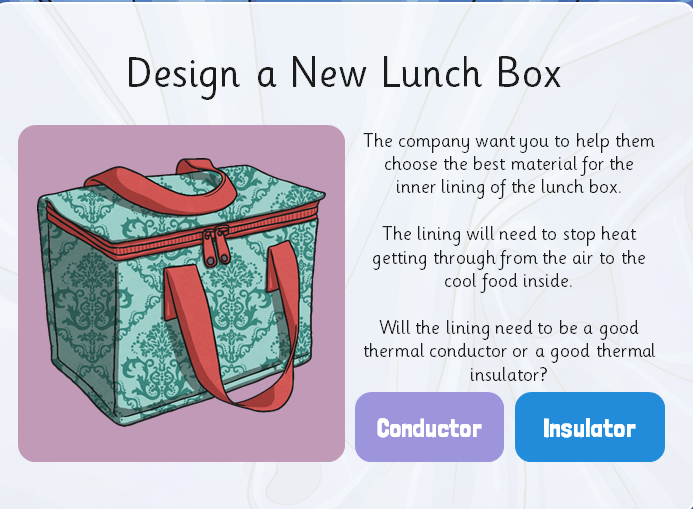 Design a New Lunch Box
The company want you to help them
choose the best material for the
inner lining of the lunch box.
The lining will need to stop heat
getting through from the air to the
cool food inside.
Will the lining need to be a good
thermal conductor or a good thermal
insulator?
Conductor
Insulator